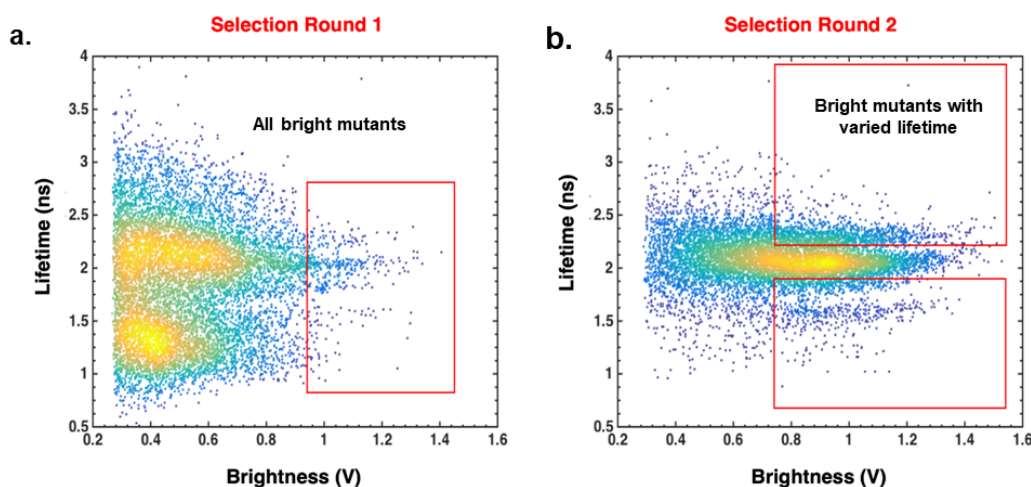 a.
Selection Round 1
All bright mutants
Lifetime (ns)
4
3.5
3
2.5
2
1.5
1
0.5
0.2
0.4
0.6
0.8
1
1.2
1.4
1.6
Brightness (V)
b.
Selection Round 2
Bright mutants with
varied lifetime
Lifetime (ns)
4
3.5
3
2.5
2
1.5
1
0.5
0.2
0.4
0.6
0.8
1
1.2
1.4
1.6
Brightness (V)